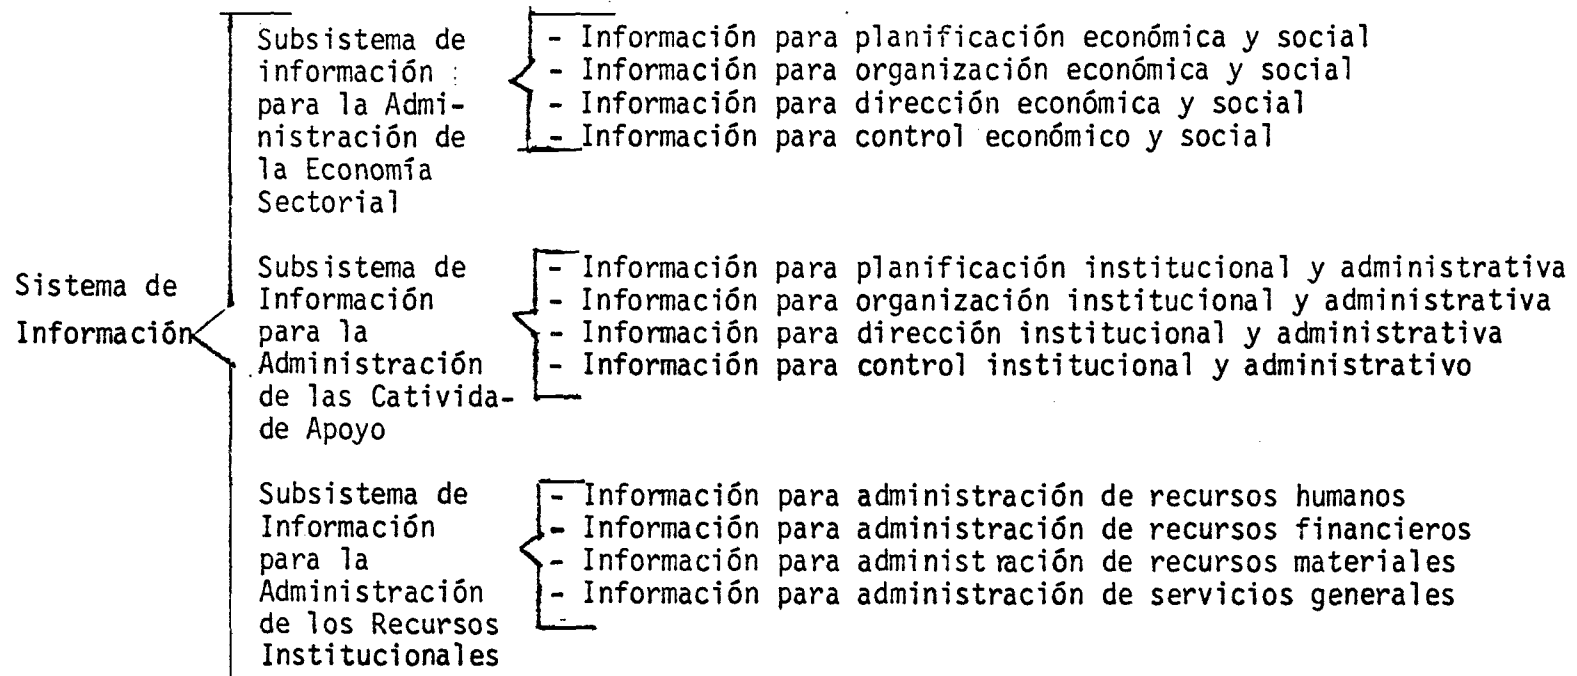 Subsistema de
información
para la Admi-
nistración de
la Economía
Sectorial
- Información para planificación económica y social
- Información para organización económica y social
- Información para dirección económica y social
- Información para control económico y social
Sistema de
Información
Subsistema de
Información
para la
Administración
de las Cativida-
de Apoyo
- Información para planificación institucional y administrativa
- Información para organización institucional y administrativa
- Información para dirección institucional y administrativa
- Información para control institucional y administrativo
Subsistema de
Información
para la
Administración
de los Recursos
Institucionales
- Información para administración de recursos humanos
- Información para administración de recursos financieros
- Información para administración de recursos materiales
- Información para administración de servicios generales